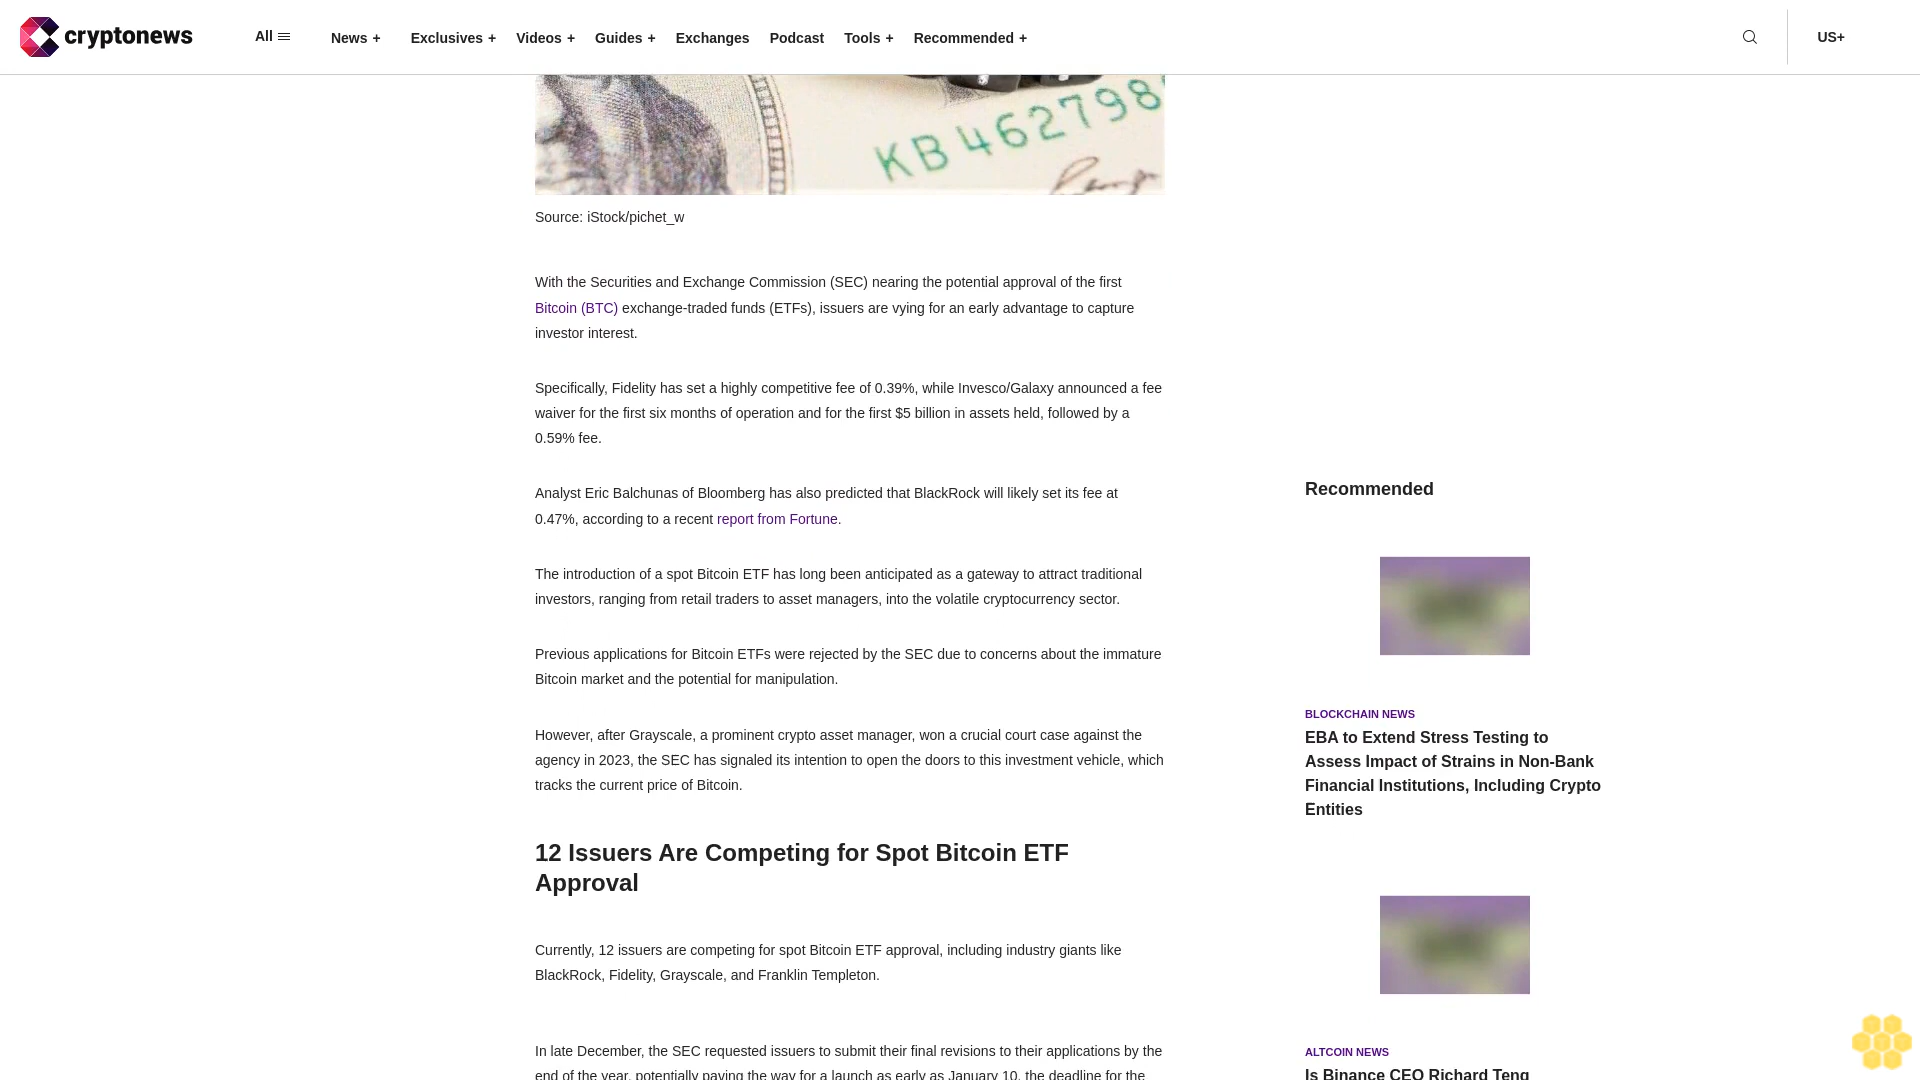 cryptonews
All
News +
Exclusives +
Videos +
Guides +
Exchanges
Podcast
Tools +
Recommended +
US+
KB462798
Source: iStock/pichet_w
With the Securities and Exchange Commission (SEC) nearing the potential approval of the first
Bitcoin (BTC) exchange-traded funds (ETFs), issuers are vying for an early advantage to capture
investor interest.
Specifically, Fidelity has set a highly competitive fee of 0.39%, while Invesco/Galaxy announced a fee
waiver for the first six months of operation and for the first $5 billion in assets held, followed by a
0.59% fee.
Analyst Eric Balchunas of Bloomberg has also predicted that BlackRock will likely set its fee at
0.47%, according to a recent report from Fortune.
The introduction of a spot Bitcoin ETF has long been anticipated as a gateway to attract traditional
investors, ranging from retail traders to asset managers, into the volatile cryptocurrency sector.
Previous applications for Bitcoin ETFs were rejected by the SEC due to concerns about the immature
Bitcoin market and the potential for manipulation.
However, after Grayscale, a prominent crypto asset manager, won a crucial court case against the
agency in 2023, the SEC has signaled its intention to open the doors to this investment vehicle, which
tracks the current price of Bitcoin.
12 Issuers Are Competing for Spot Bitcoin ETF
Approval
Currently, 12 issuers are competing for spot Bitcoin ETF approval, including industry giants like
BlackRock, Fidelity, Grayscale, and Franklin Templeton.
In late December, the SEC requested issuers to submit their final revisions to their applications by the
end of the year, potentially paving the way for a launch as early as January 10, the deadline for the
Recommended
BLOCKCHAIN NEWS
EBA to Extend Stress Testing to
Assess Impact of Strains in Non-Bank
Financial Institutions, Including Crypto
Entities
ALTCOIN NEWS
Is Binance CEO Richard Teng